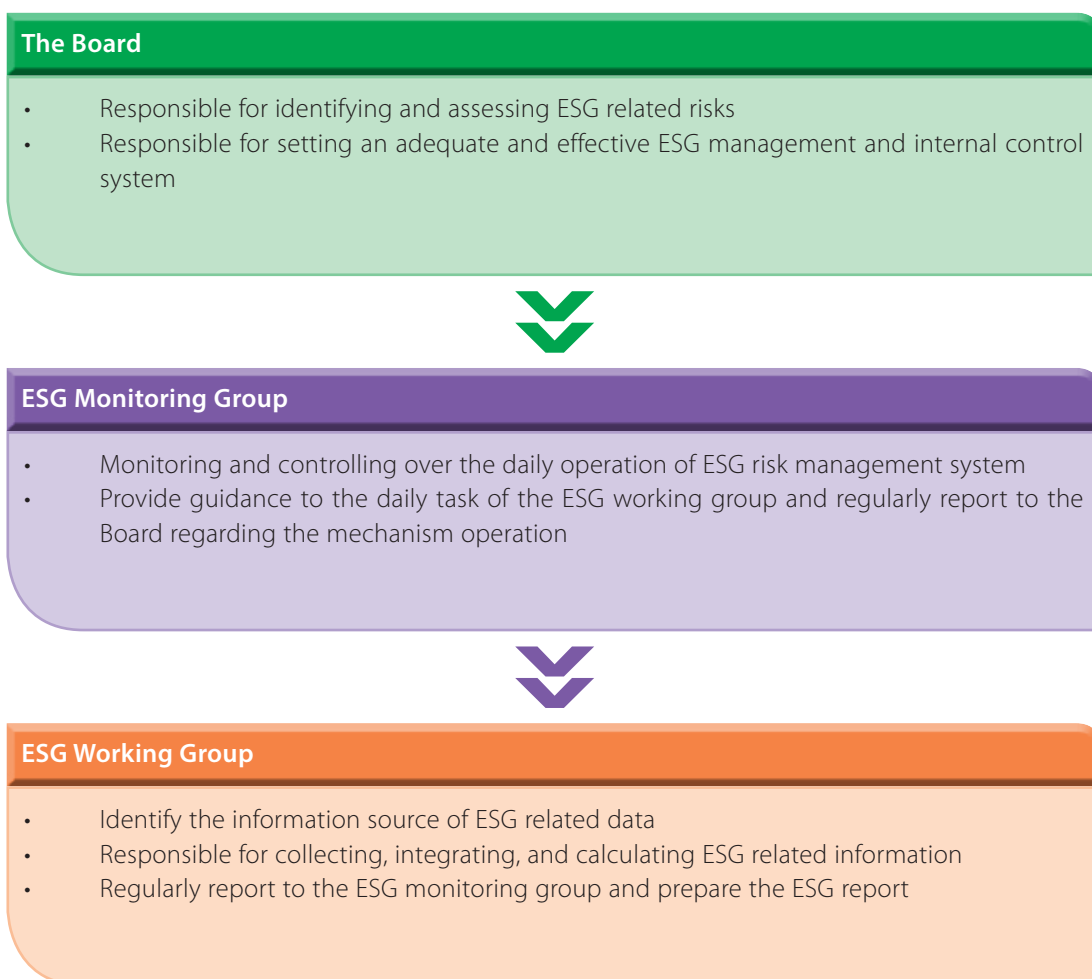 The Board
• Responsible for identifying and assessing ESG related risks
• Responsible for setting an adequate and effective ESG management and internal control
system
ESG Monitoring Group
• Monitoring and controlling over the daily operation of ESG risk management system
• Provide guidance to the daily task of the ESG working group and regularly report to the
Board regarding the mechanism operation
ESG Working Group
• Identify the information source of ESG related data
• Responsible for collecting, integrating, and calculating ESG related information
• Regularly report to the ESG monitoring group and prepare the ESG report